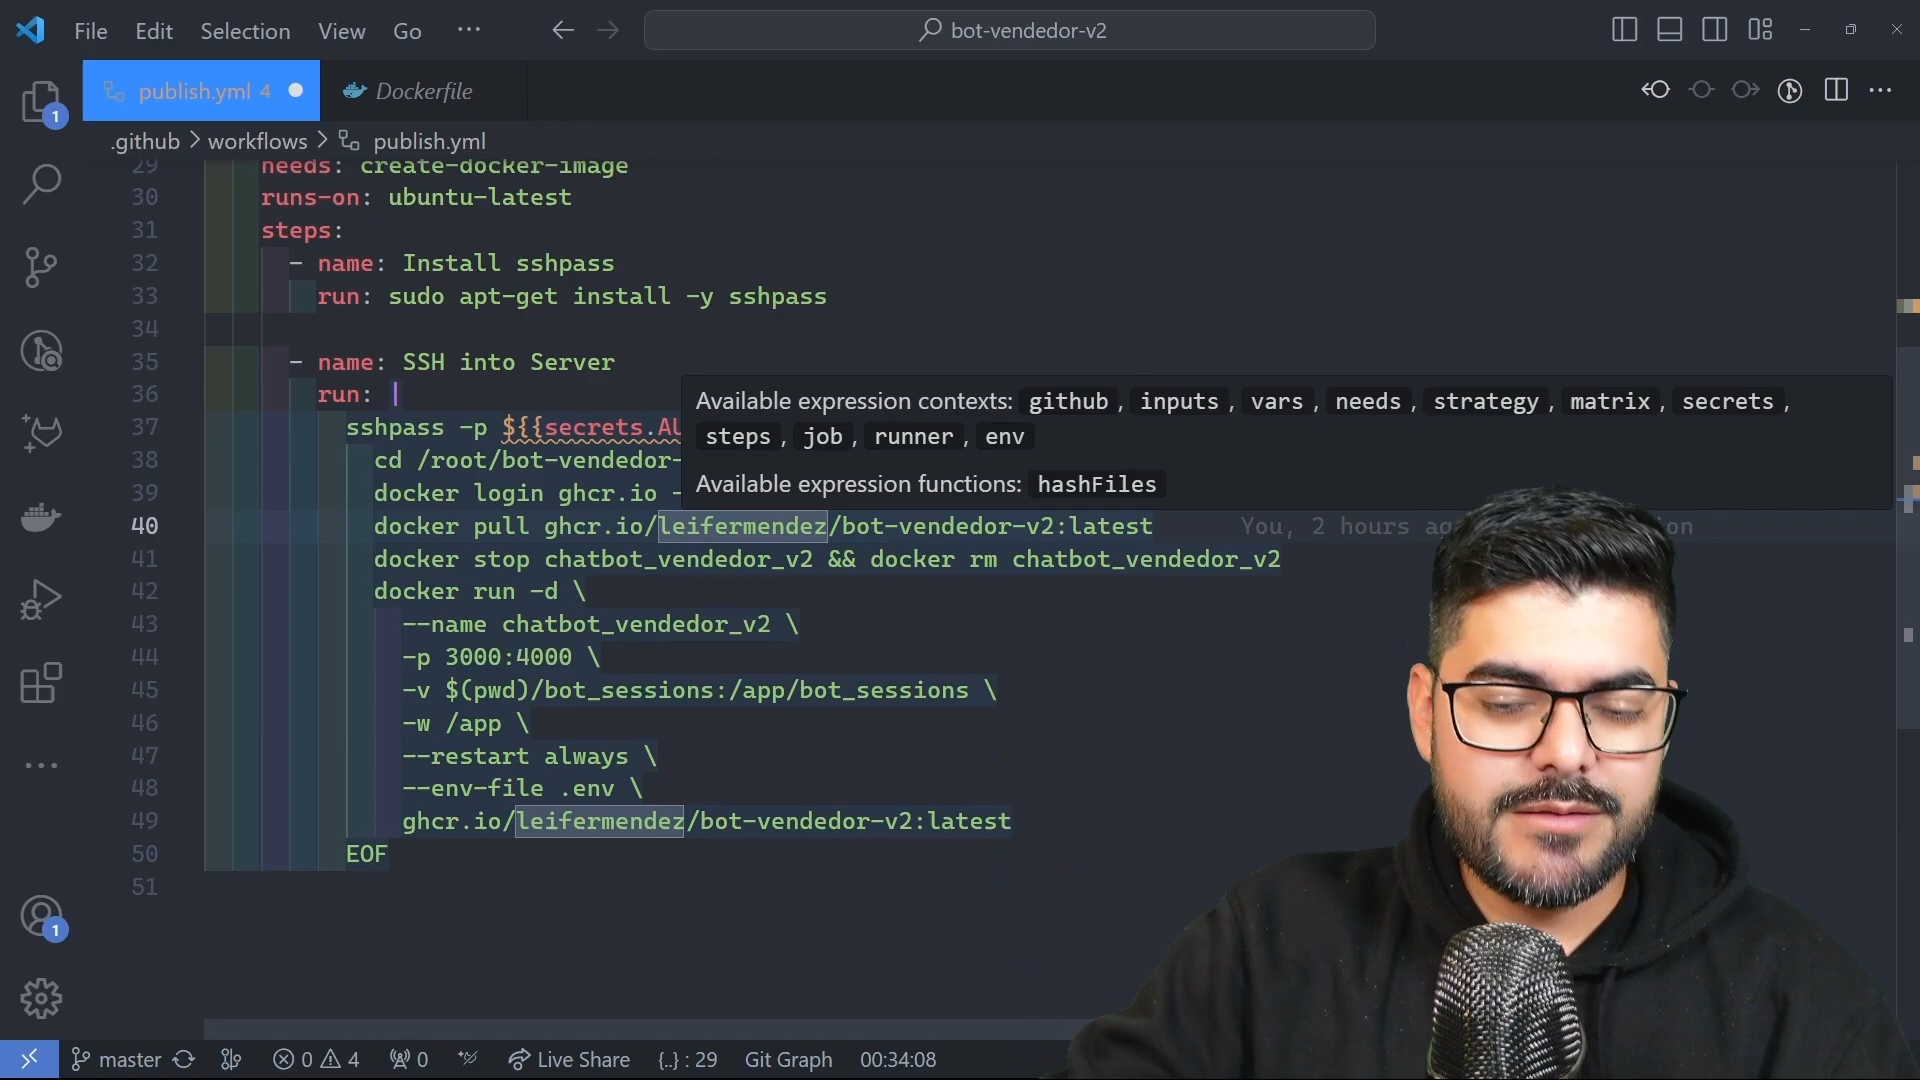 File Edit Selection View Go ...
bot-vendedor-v2
publish.yml 4
Dockerfile
.github > workflows > publish.yml
29 needs: create-docker-image
30 runs-on: ubuntu-latest
31 steps:
32 - name: Install sshpass
33 run: sudo apt-get install -y sshpass
34
35 - name: SSH into Server
36 run: |
37 sshpass -p ${{secrets.AU
38 cd /root/bot-vendedor-
39 docker login ghcr.io -
40 docker pull ghcr.io/leifermendez/bot-vendedor-v2:latest You, 2 hours
41 docker stop chatbot_vendedor_v2 && docker rm chatbot_vendedor_v2
42 docker run -d \
43 --name chatbot_vendedor_v2 \
44 -p 3000:4000 \
45 -v $(pwd)/bot_sessions:/app/bot_sessions \
46 -w /app \
47 --restart always \
48 --env-file .env \
49 ghcr.io/leifermendez/bot-vendedor-v2:latest
50 EOF
51
Available expression contexts: github, inputs, vars, needs, strategy, matrix, secrets,
steps, job, runner, env
Available expression functions: hashFiles
1
1
master 0 4 0 Live Share {..} : 29 Git Graph 00:34:08